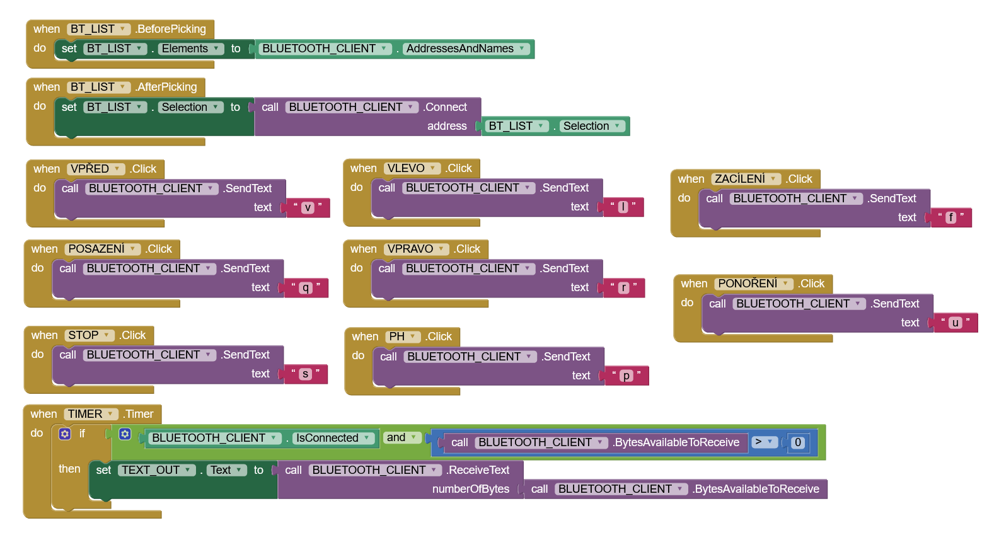 when BT_LIST .BeforePicking
do set BT_LIST . Elements to BLUETOOTH_CLIENT . AddressesAndNames
when BT_LIST .AfterPicking
do set BT_LIST . Selection to call BLUETOOTH_CLIENT .Connect
address BT_LIST . Selection
when VPŘED .Click
do call BLUETOOTH_CLIENT .SendText
text “ v ”
when VLEVO .Click
do call BLUETOOTH_CLIENT .SendText
text “ l ”
when ZACÍLENÍ .Click
do call BLUETOOTH_CLIENT .SendText
text “ f ”
when POSAZENÍ .Click
do call BLUETOOTH_CLIENT .SendText
text “ q ”
when VPRAVO .Click
do call BLUETOOTH_CLIENT .SendText
text “ r ”
when PONOŘENÍ .Click
do call BLUETOOTH_CLIENT .SendText
text “ u ”
when STOP .Click
do call BLUETOOTH_CLIENT .SendText
text “ s ”
when PH .Click
do call BLUETOOTH_CLIENT .SendText
text “ p ”
when TIMER .Timer
do if BLUETOOTH_CLIENT . IsConnected and call BLUETOOTH_CLIENT .BytesAvailableToReceive > 0
then set TEXT_OUT . Text to call BLUETOOTH_CLIENT .ReceiveText
numberOfBytes call BLUETOOTH_CLIENT .BytesAvailableToReceive